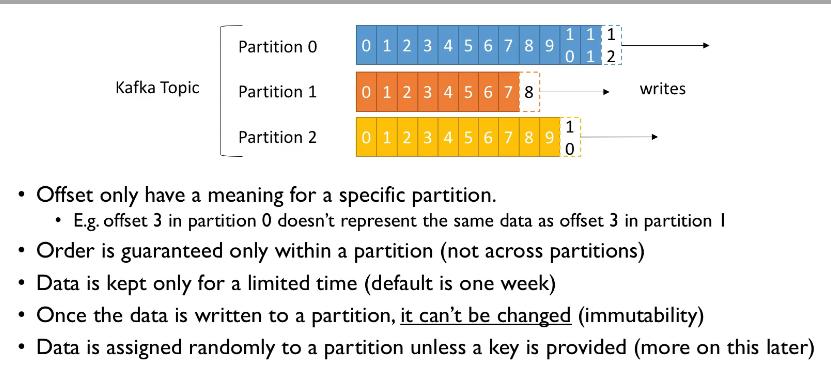 Kafka Topic
Partition 0
0 1 2 3 4 5 6 7 8 9 10 11 12
Partition 1
0 1 2 3 4 5 6 7 8
writes
Partition 2
0 1 2 3 4 5 6 7 8 9 10
• Offset only have a meaning for a specific partition.
• E.g. offset 3 in partition 0 doesn't represent the same data as offset 3 in partition 1
• Order is guaranteed only within a partition (not across partitions)
• Data is kept only for a limited time (default is one week)
• Once the data is written to a partition, it can't be changed (immutability)
• Data is assigned randomly to a partition unless a key is provided (more on this later)